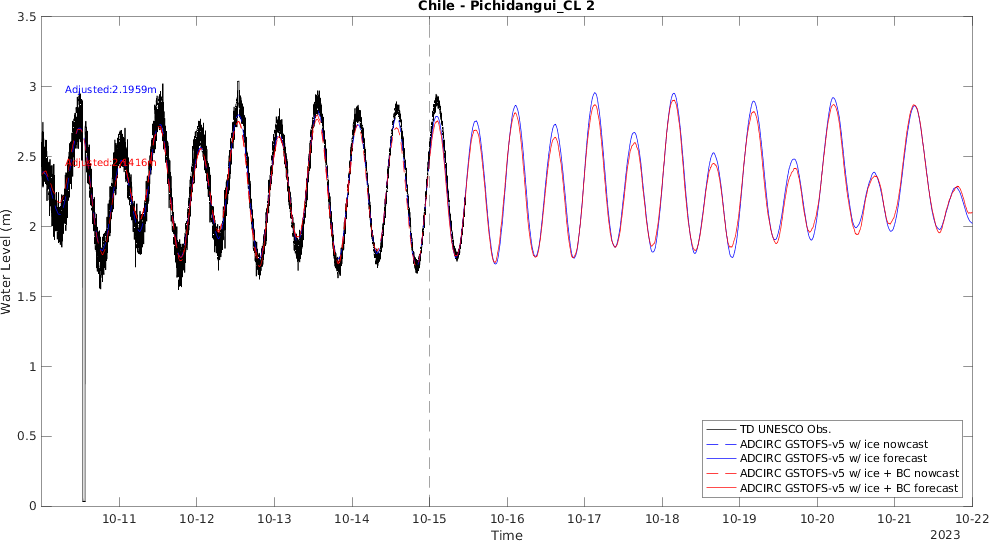 Chile - Pichidangui_CL 2
3.5
3
2.5
2
1.5
1
0.5
0
Water Level (m)
Adjusted:2.1959m
10-11
10-12
10-13
10-14
10-15
10-16
10-17
10-18
10-19
10-20
10-21
10-22
Time
2023
TD UNESCO Obs.
ADCIRC GSTOFS-v5 w/ ice nowcast
ADCIRC GSTOFS-v5 w/ ice forecast
ADCIRC GSTOFS-v5 w/ ice + BC nowcast
ADCIRC GSTOFS-v5 w/ ice + BC forecast